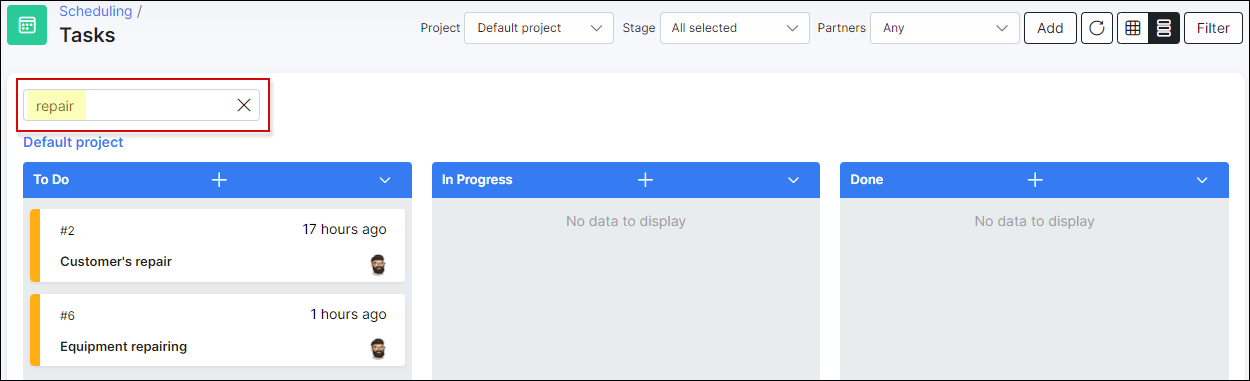 Scheduling /
Tasks
Project Default project Stage All selected Partners Any Add Filter
repair
Default project
To Do
In Progress
Done
#2 17 hours ago
Customer's repair
#6 1 hours ago
Equipment repairing
No data to display
No data to display